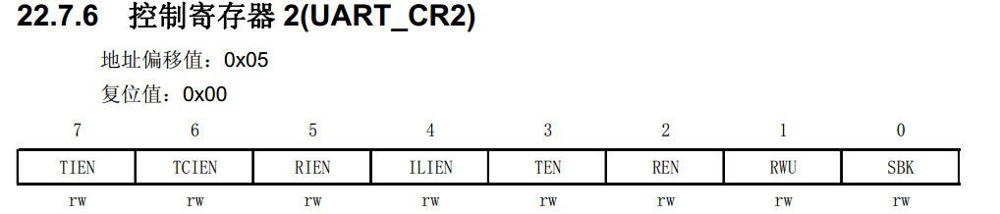 22.7.6 控制寄存器 2(UART_CR2)
地址偏移值：0x05
复位值：0x00
7 6 5 4 3 2 1 0
TIEN TCIEN RIEN ILIEN TEN REN RWU SBK
rw rw rw rw rw rw rw rw